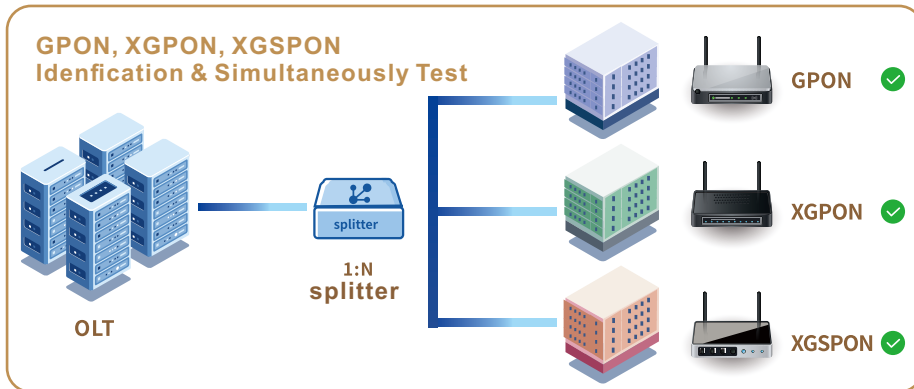 GPON, XGPON, XGSPON
Idenfication & Simultaneously Test
GPON
XGPON
splitter
1:N
splitter
OLT
XGSPON